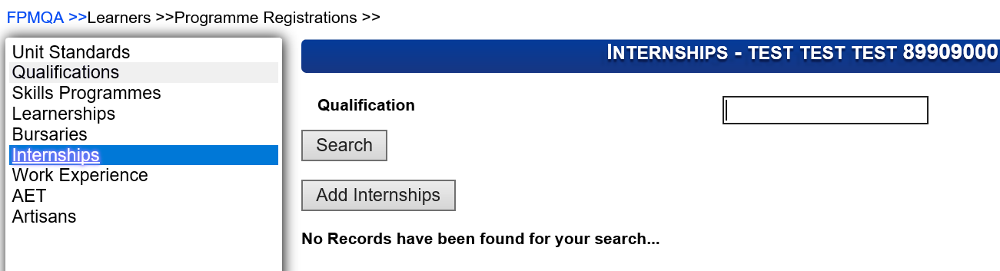 FPMQA >>Learners >>Programme Registrations >>
Unit Standards
Qualifications
Skills Programmes
Learnerships
Bursaries
Internships
Work Experience
AET
Artisans
INTERNSHIPS - TEST TEST TEST 89909000
Qualification
Search
Add Internships
No Records have been found for your search...